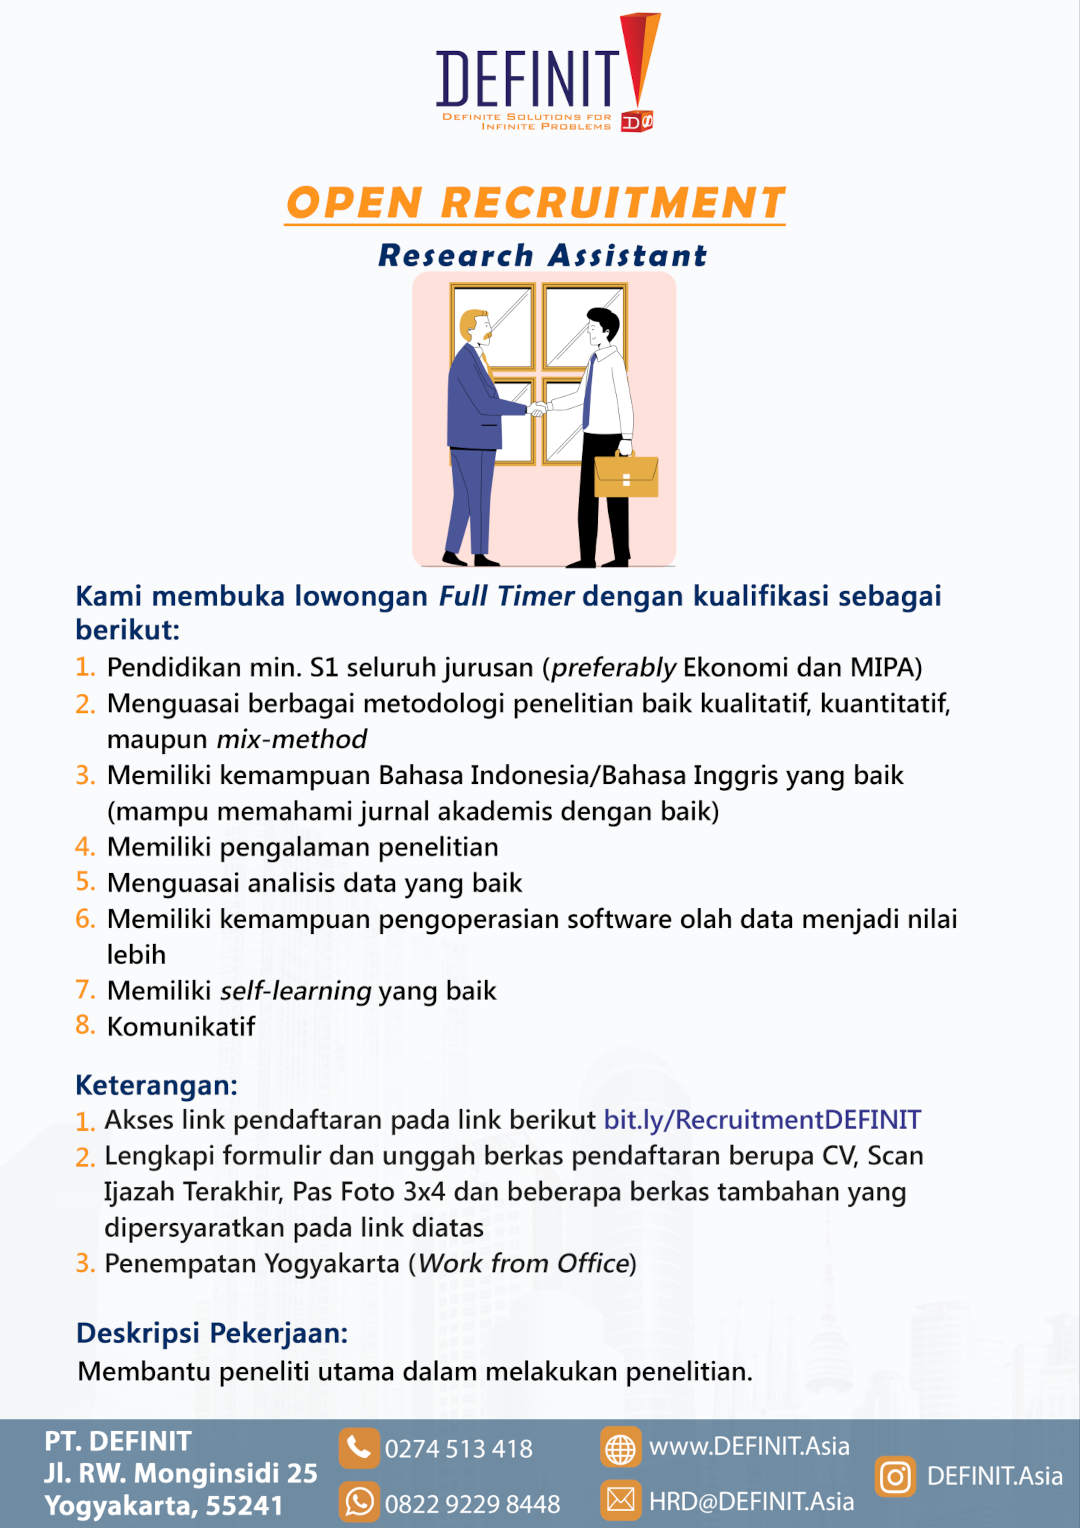 DEFINIT!
DEFINITE SOLUTIONS FOR
INFINITE PROBLEMS
OPEN RECRUITMENT
Research Assistant
Kami membuka lowongan Full Timer dengan kualifikasi sebagai
berikut:
1. Pendidikan min. S1 seluruh jurusan (preferably Ekonomi dan MIPA)
2. Menguasai berbagai metodologi penelitian baik kualitatif, kuantitatif,
maupun mix-method
3. Memiliki kemampuan Bahasa Indonesia/Bahasa Inggris yang baik
(mampu memahami jurnal akademis dengan baik)
4. Memiliki pengalaman penelitian
5. Menguasai analisis data yang baik
6. Memiliki kemampuan pengoperasian software olah data menjadi nilai
lebih
7. Memiliki self-learning yang baik
8. Komunikatif
Keterangan:
1. Akses link pendaftaran pada link berikut bit.ly/RecruitmentDEFINIT
2. Lengkapi formulir dan unggah berkas pendaftaran berupa CV, Scan
Ijazah Terakhir, Pas Foto 3x4 dan beberapa berkas tambahan yang
dipersyaratkan pada link diatas
3. Penempatan Yogyakarta (Work from Office)
Deskripsi Pekerjaan:
Membantu peneliti utama dalam melakukan penelitian.
PT. DEFINIT
Jl. RW. Monginsidi 25
Yogyakarta, 55241
0274 513 418
0822 9229 8448
www.DEFINIT.Asia
HRD@DEFINIT.Asia
DEFINIT.Asia